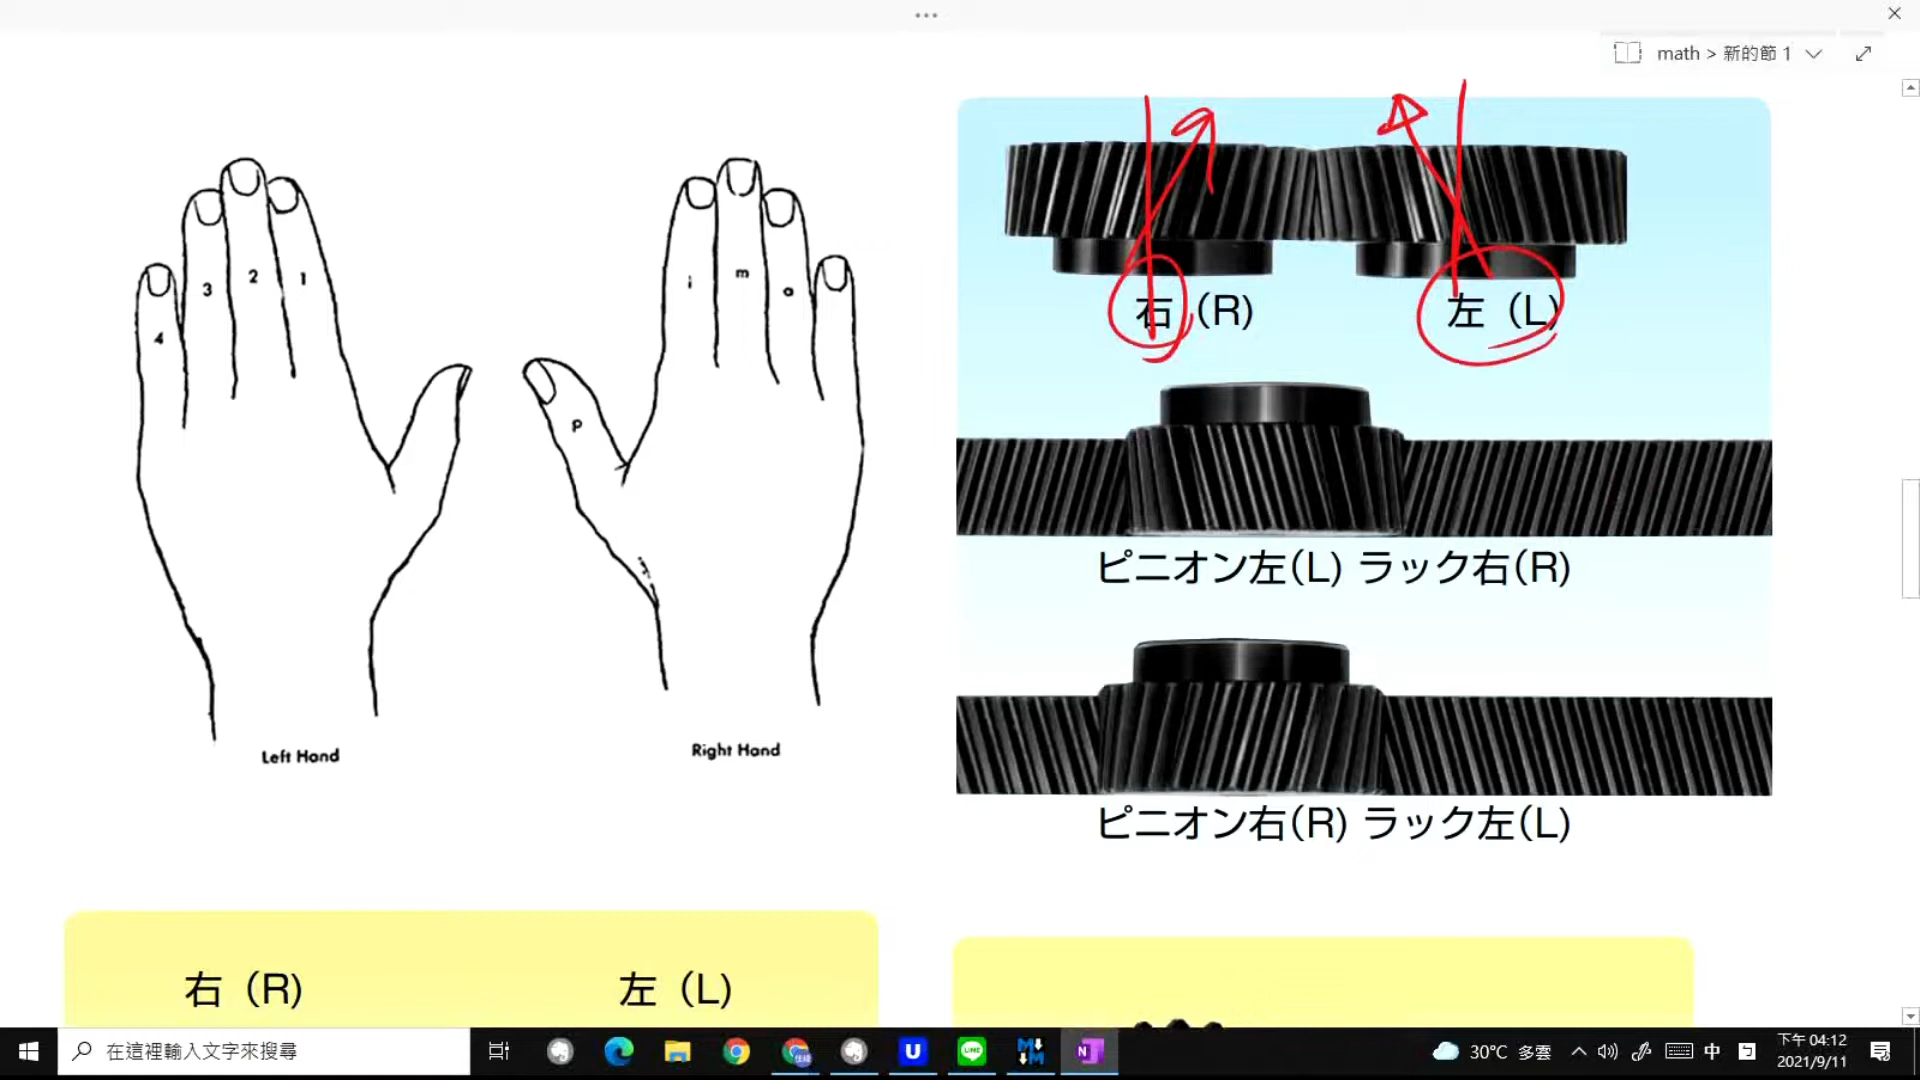 math > 新的節 1
右 (R)
左 (L)
4
3
2
1
i
m
a
p
Left Hand
Right Hand
ピニオン左(L) ラック右(R)
ピニオン右(R) ラック左(L)
右 (R)
左 (L)
在這裡輸入文字來搜尋
30°C 多雲
中
下午 04:12
2021/9/11